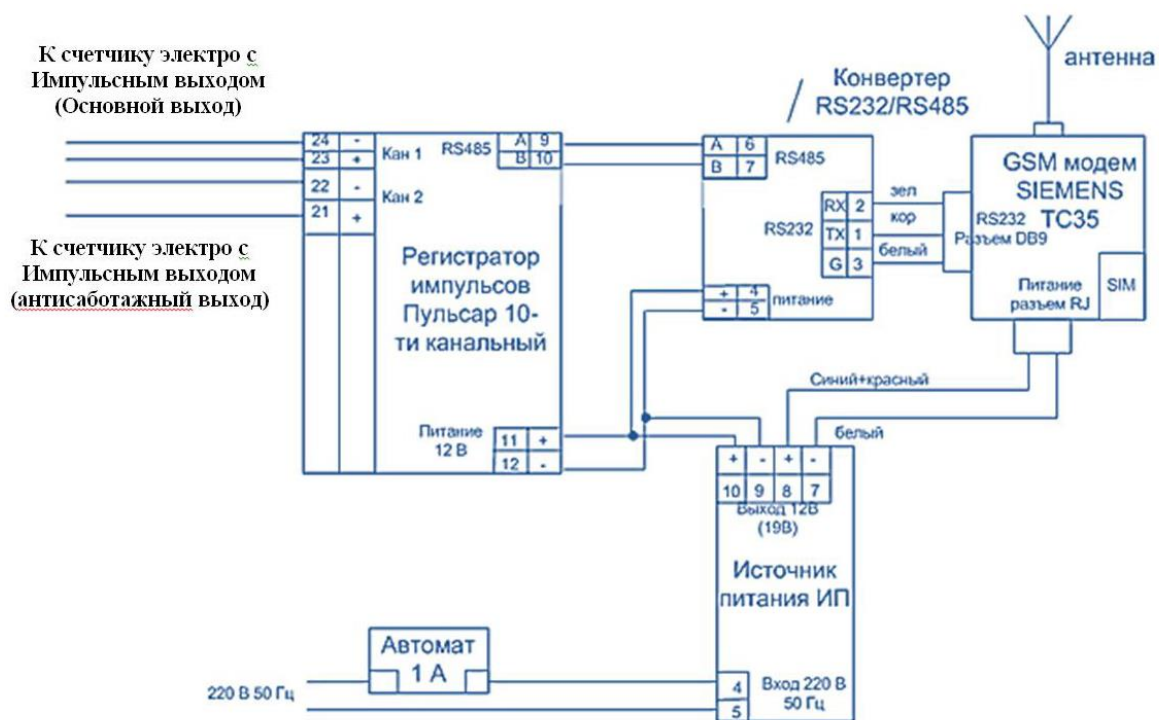 К счетчику электро с
Импульсным выходом
(Основной выход)
24 -
23 +
Кан 1
22 -
21 +
Кан 2
RS485
A 9
B 10
К счетчику электро с
Импульсным выходом
(антисаботажный выход)
Регистратор
импульсов
Пульсар 10-
ти канальный
Питание
12 В
11 +
12 -
Конвертер
RS232/RS485
A 6
B 7
RS485
RS232
RX 2
TX 1
G 3
+ 4
- 5
питание
зел
кор
белый
антенна
GSM модем
SIEMENS
TC35
RS232
Разъем DB9
Питание
разъем RJ
SIM
Синий+красный
белый
+ - + -
10 9 8 7
Выход 12В
(19В)
Источник
питания ИП
Автомат
1 А
220 В 50 Гц
4
5
Вход 220 В
50 Гц